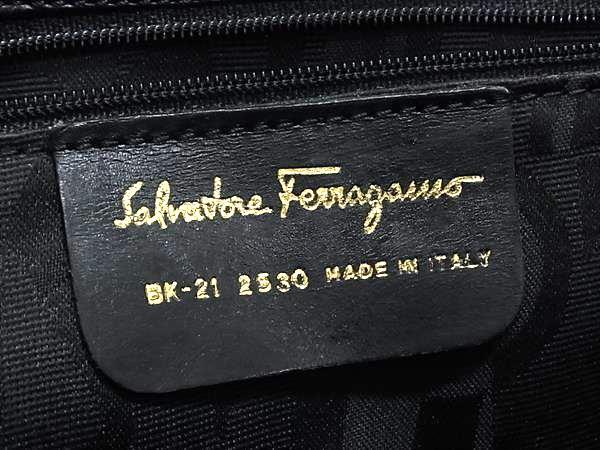 Salvatore Ferragamo
BK-21 2530 MADE IN ITALY